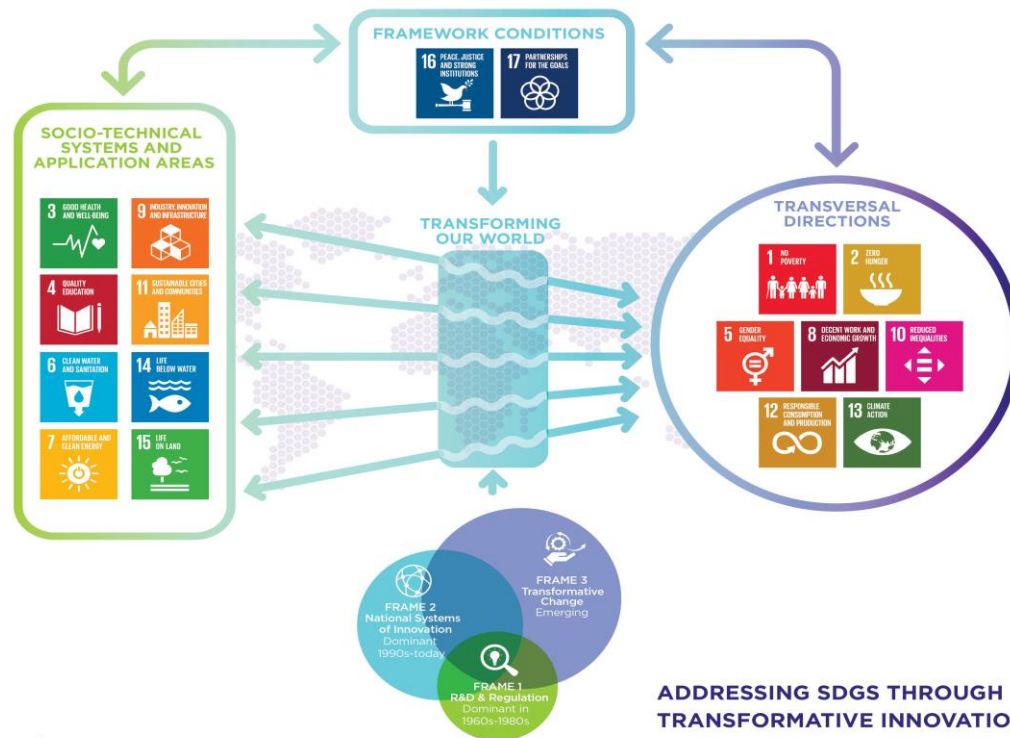 FRAMEWORK CONDITIONS
16 PEACE, JUSTICE
AND STRONG
INSTITUTIONS
17 PARTNERSHIPS
FOR THE GOALS
SOCIO-TECHNICAL
SYSTEMS AND
APPLICATION AREAS
3 GOOD HEALTH
AND WELL-BEING
9 INDUSTRY, INNOVATION
AND INFRASTRUCTURE
4 QUALITY
EDUCATION
11 SUSTAINABLE CITIES
AND COMMUNITIES
6 CLEAN WATER
AND SANITATION
14 LIFE
BELOW WATER
7 AFFORDABLE AND
CLEAN ENERGY
15 LIFE
ON LAND
TRANSFORMING
OUR WORLD
TRANSVERSAL
DIRECTIONS
1 NO
POVERTY
2 ZERO
HUNGER
5 GENDER
EQUALITY
8 DECENT WORK AND
ECONOMIC GROWTH
10 REDUCED
INEQUALITIES
12 RESPONSIBLE
CONSUMPTION
AND PRODUCTION
13 CLIMATE
ACTION
FRAME 3
Transformative
Change
Emerging
FRAME 2
National Systems
of Innovation
Dominant
1990s-today
FRAME 1
R&D & Regulation
Dominant in
1960s-1980s
ADDRESSING SDGS THROUGH
TRANSFORMATIVE INNOVATIO